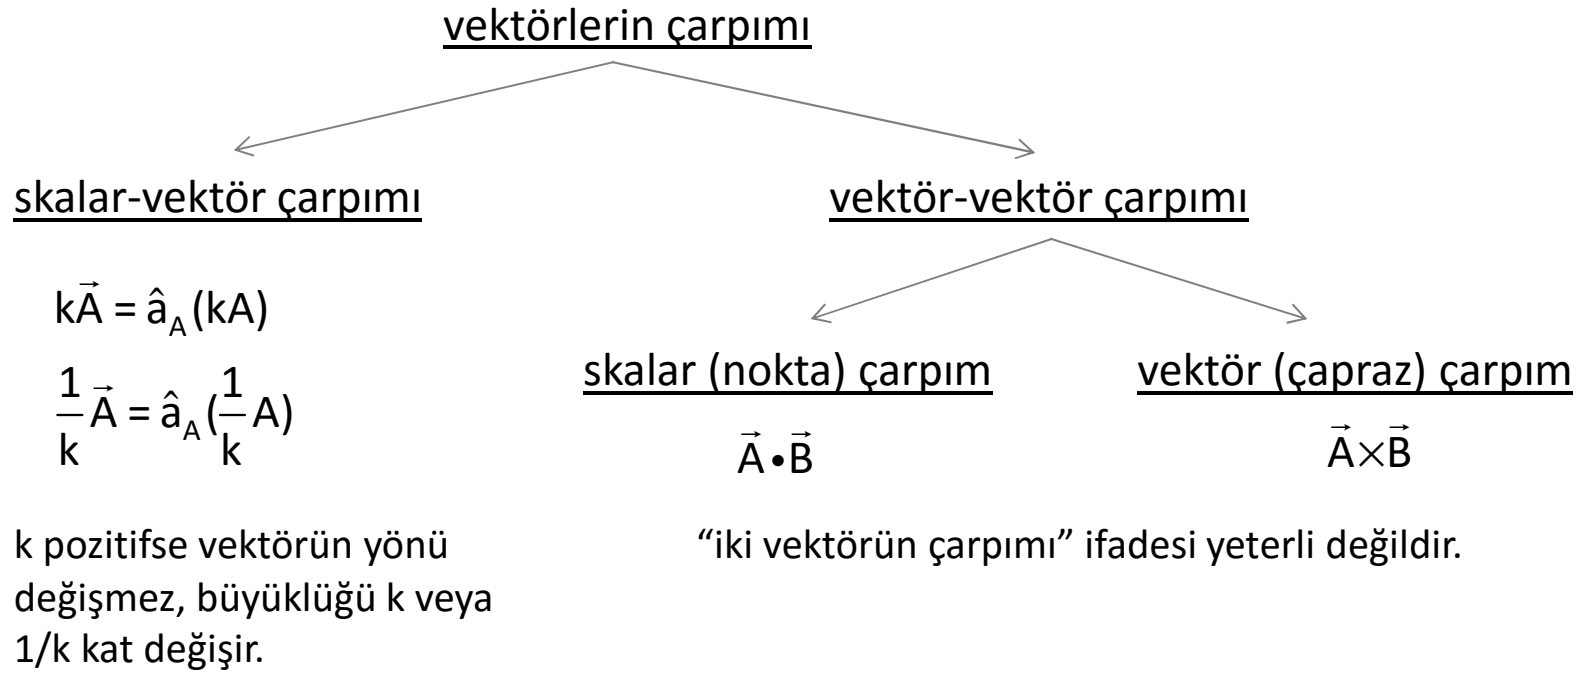 vektörlerin çarpımı
skalar-vektör çarpımı
vektör-vektör çarpımı
kA⃗ = â_A (kA)
1/k A⃗ = â_A (1/k A)
skalar (nokta) çarpım
vektör (çapraz) çarpım
A⃗ • B⃗
A⃗ × B⃗
k pozitifse vektörün yönü
değişmez, büyüklüğü k veya
1/k kat değişir.
“iki vektörün çarpımı” ifadesi yeterli değildir.